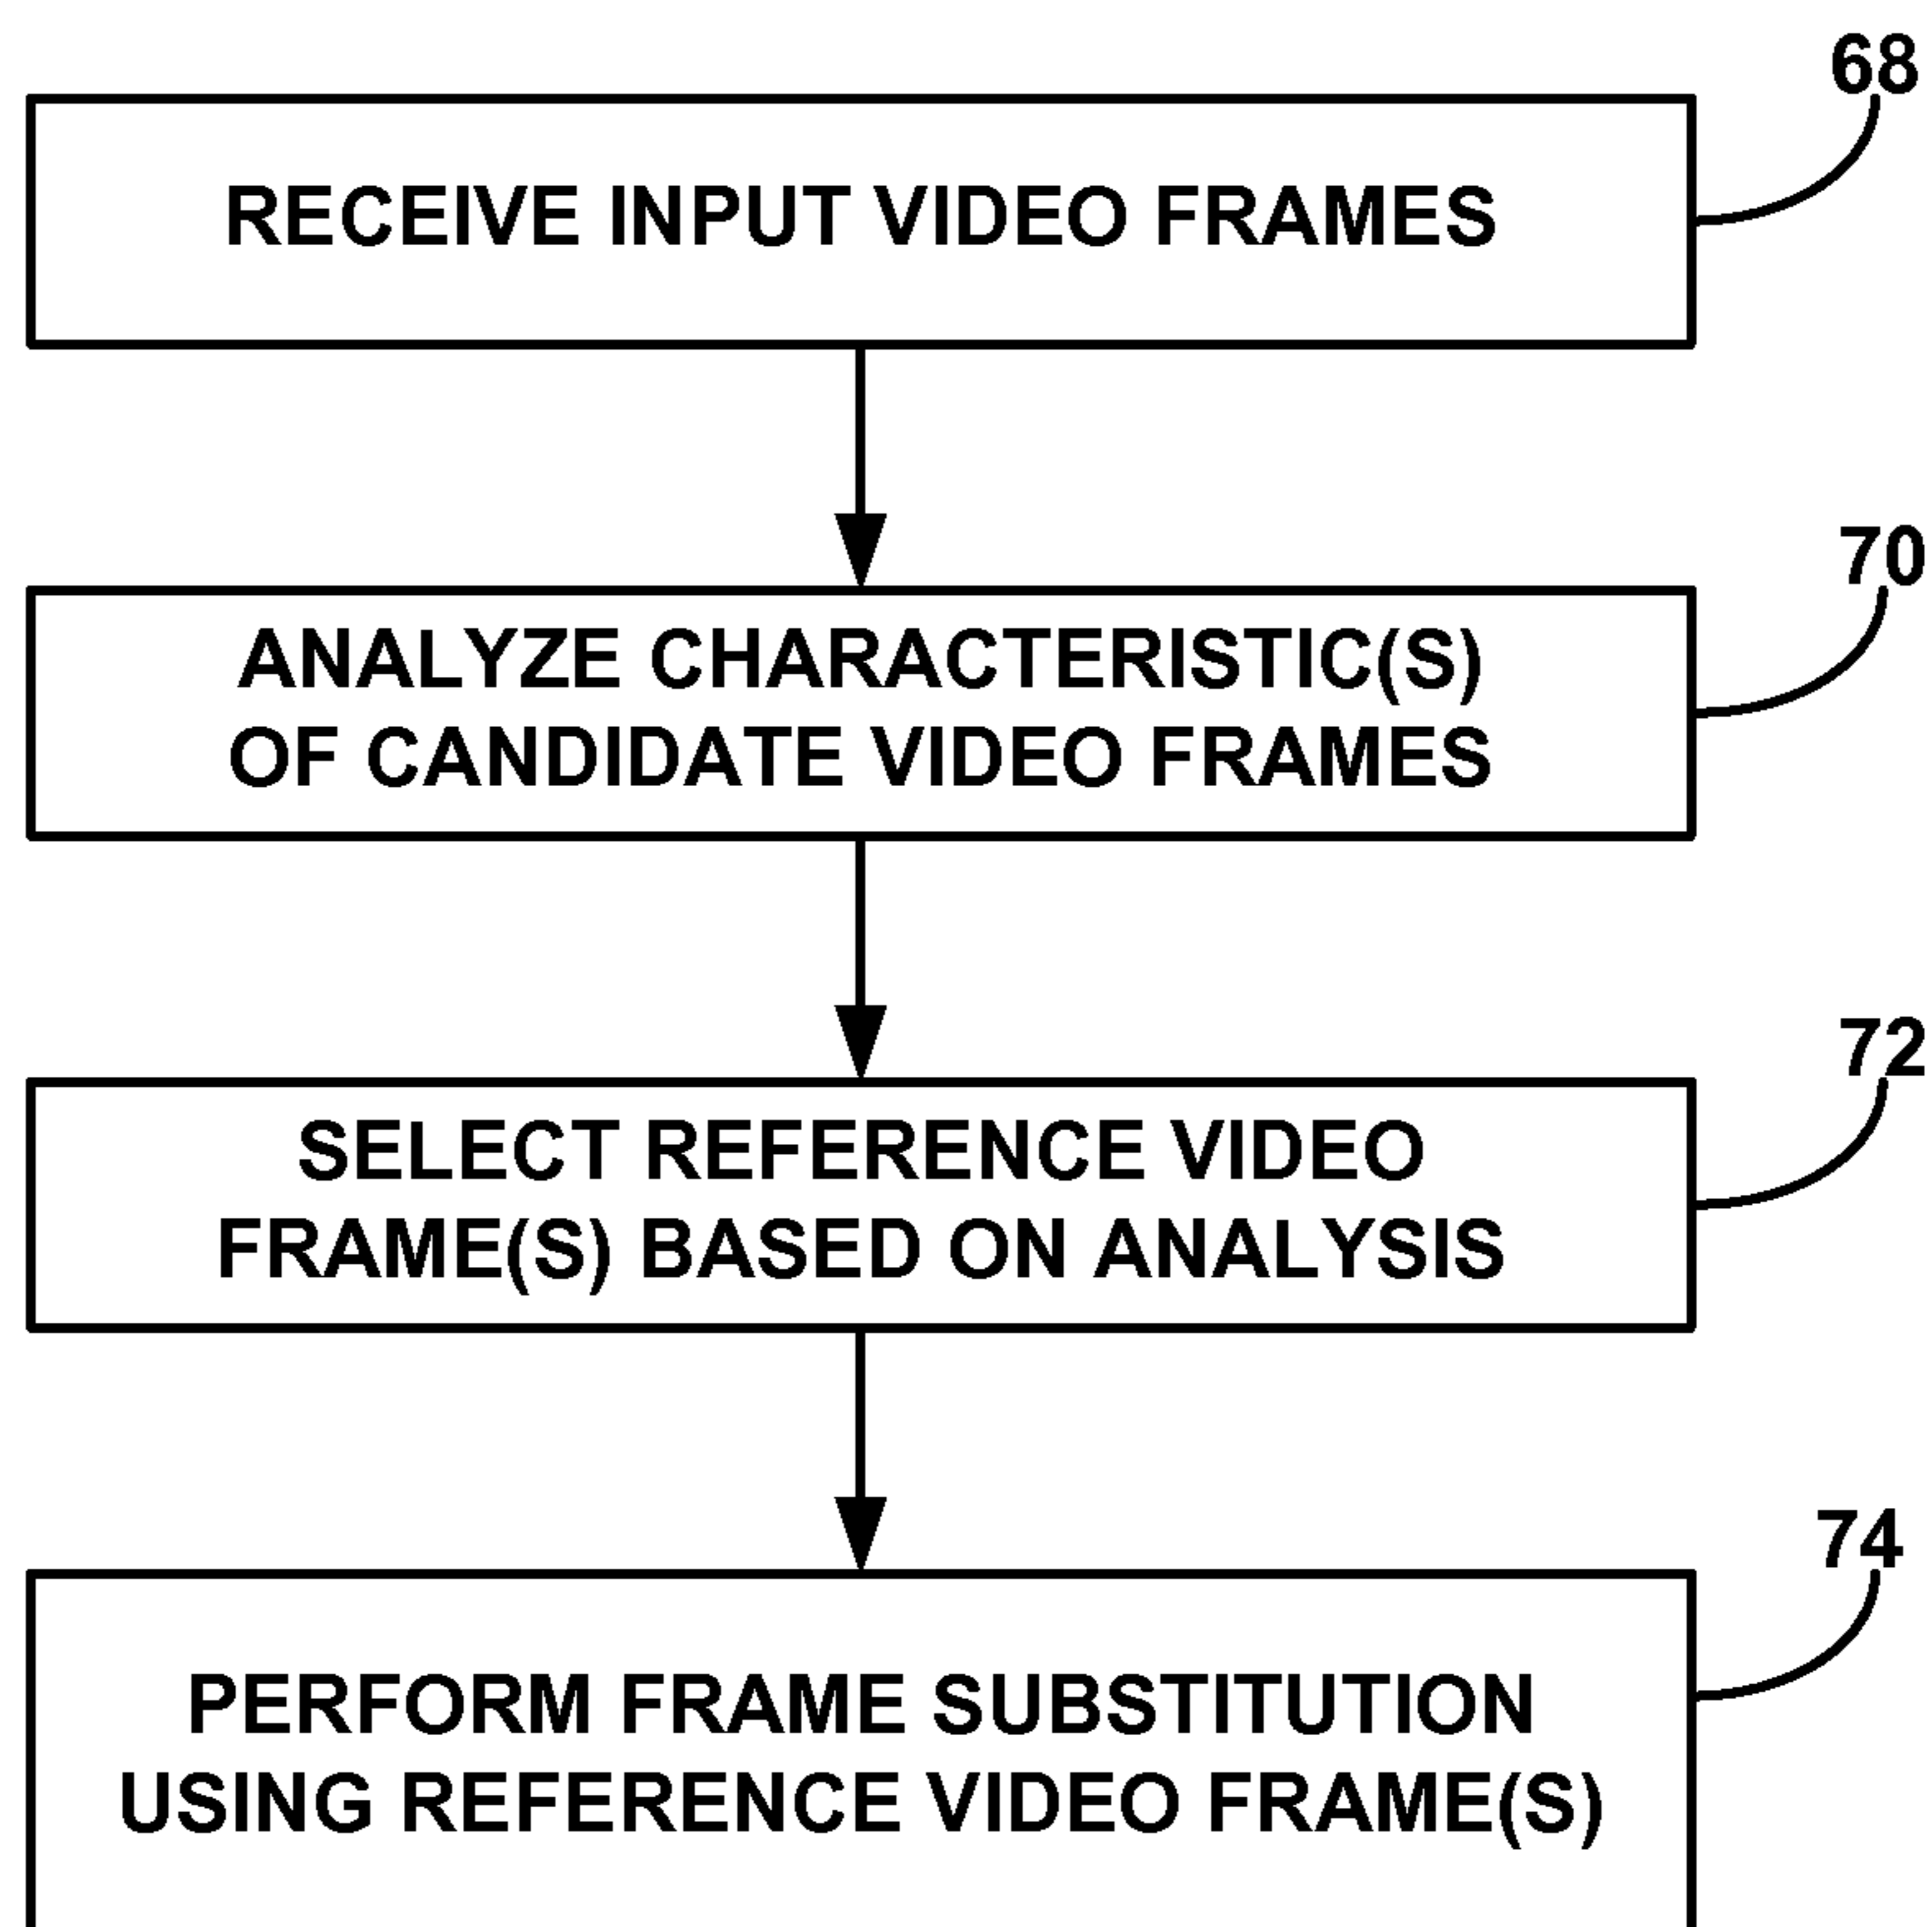 68
RECEIVE INPUT VIDEO FRAMES
70
ANALYZE CHARACTERISTIC(S)
OF CANDIDATE VIDEO FRAMES
72
SELECT REFERENCE VIDEO
FRAME(S) BASED ON ANALYSIS
74
PERFORM FRAME SUBSTITUTION
USING REFERENCE VIDEO FRAME(S)